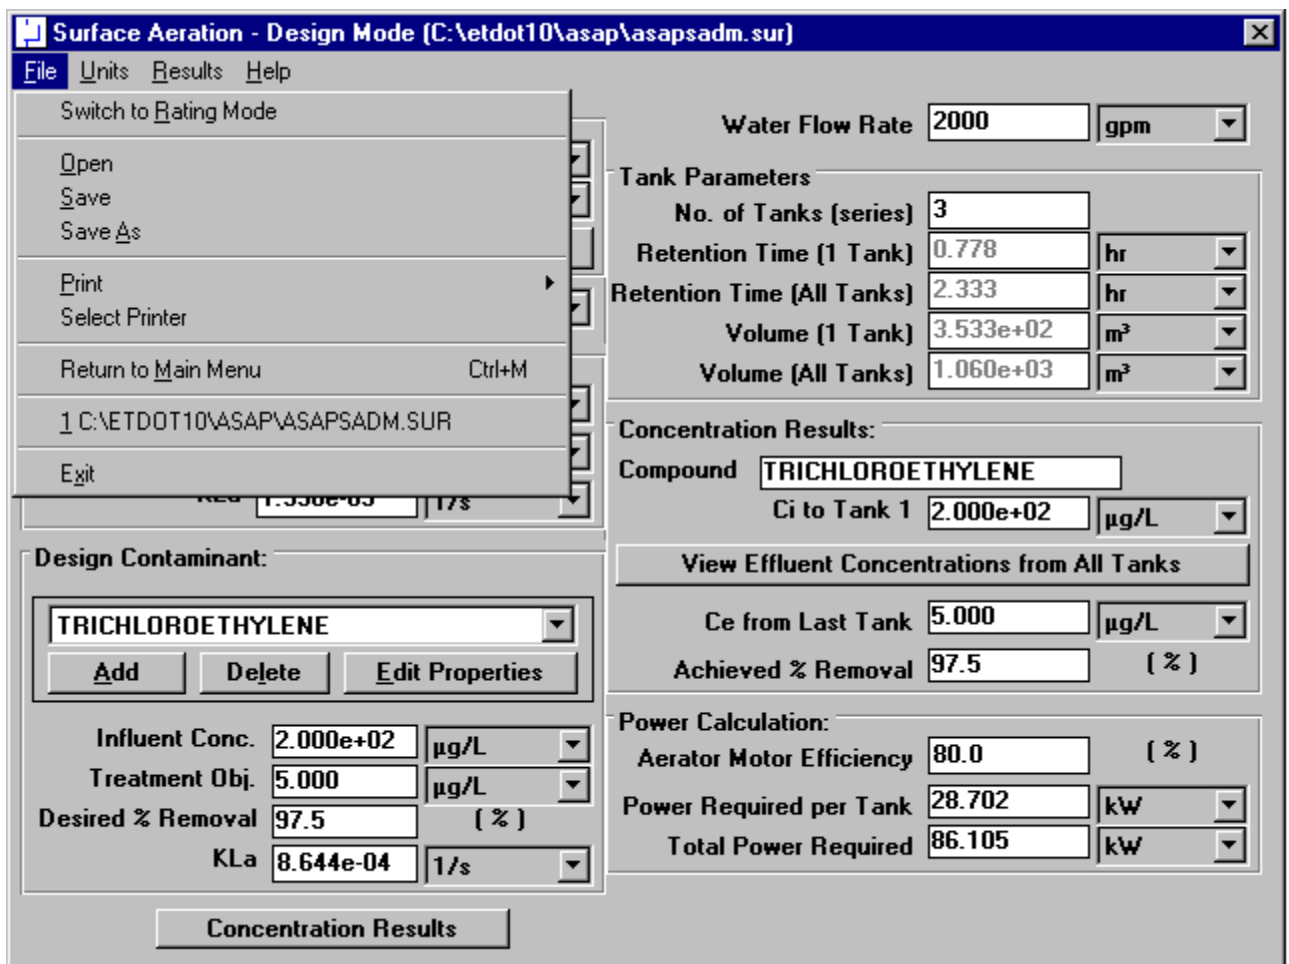 Surface Aeration - Design Mode (C:\etdot10\asap\asapsadm.sur)
File Units Results Help
Switch to Rating Mode
Open
Save
Save As
Print
Select Printer
Return to Main Menu Ctrl+M
1 C:\ETDOT10\ASAP\ASAPSADM.SUR
Exit
1/s
Water Flow Rate 2000 gpm
Tank Parameters
No. of Tanks (series) 3
Retention Time (1 Tank) 0.778 hr
Retention Time (All Tanks) 2.333 hr
Volume (1 Tank) 3.533e+02 m³
Volume (All Tanks) 1.060e+03 m³
Concentration Results:
Compound TRICHLOROETHYLENE
Ci to Tank 1 2.000e+02 µg/L
View Effluent Concentrations from All Tanks
Ce from Last Tank 5.000 µg/L
Achieved % Removal 97.5 (%)
Design Contaminant:
TRICHLOROETHYLENE
Add Delete Edit Properties
Influent Conc. 2.000e+02 µg/L
Treatment Obj. 5.000 µg/L
Desired % Removal 97.5 (%)
KLa 8.644e-04 1/s
Power Calculation:
Aerator Motor Efficiency 80.0 (%)
Power Required per Tank 28.702 kW
Total Power Required 86.105 kW
Concentration Results